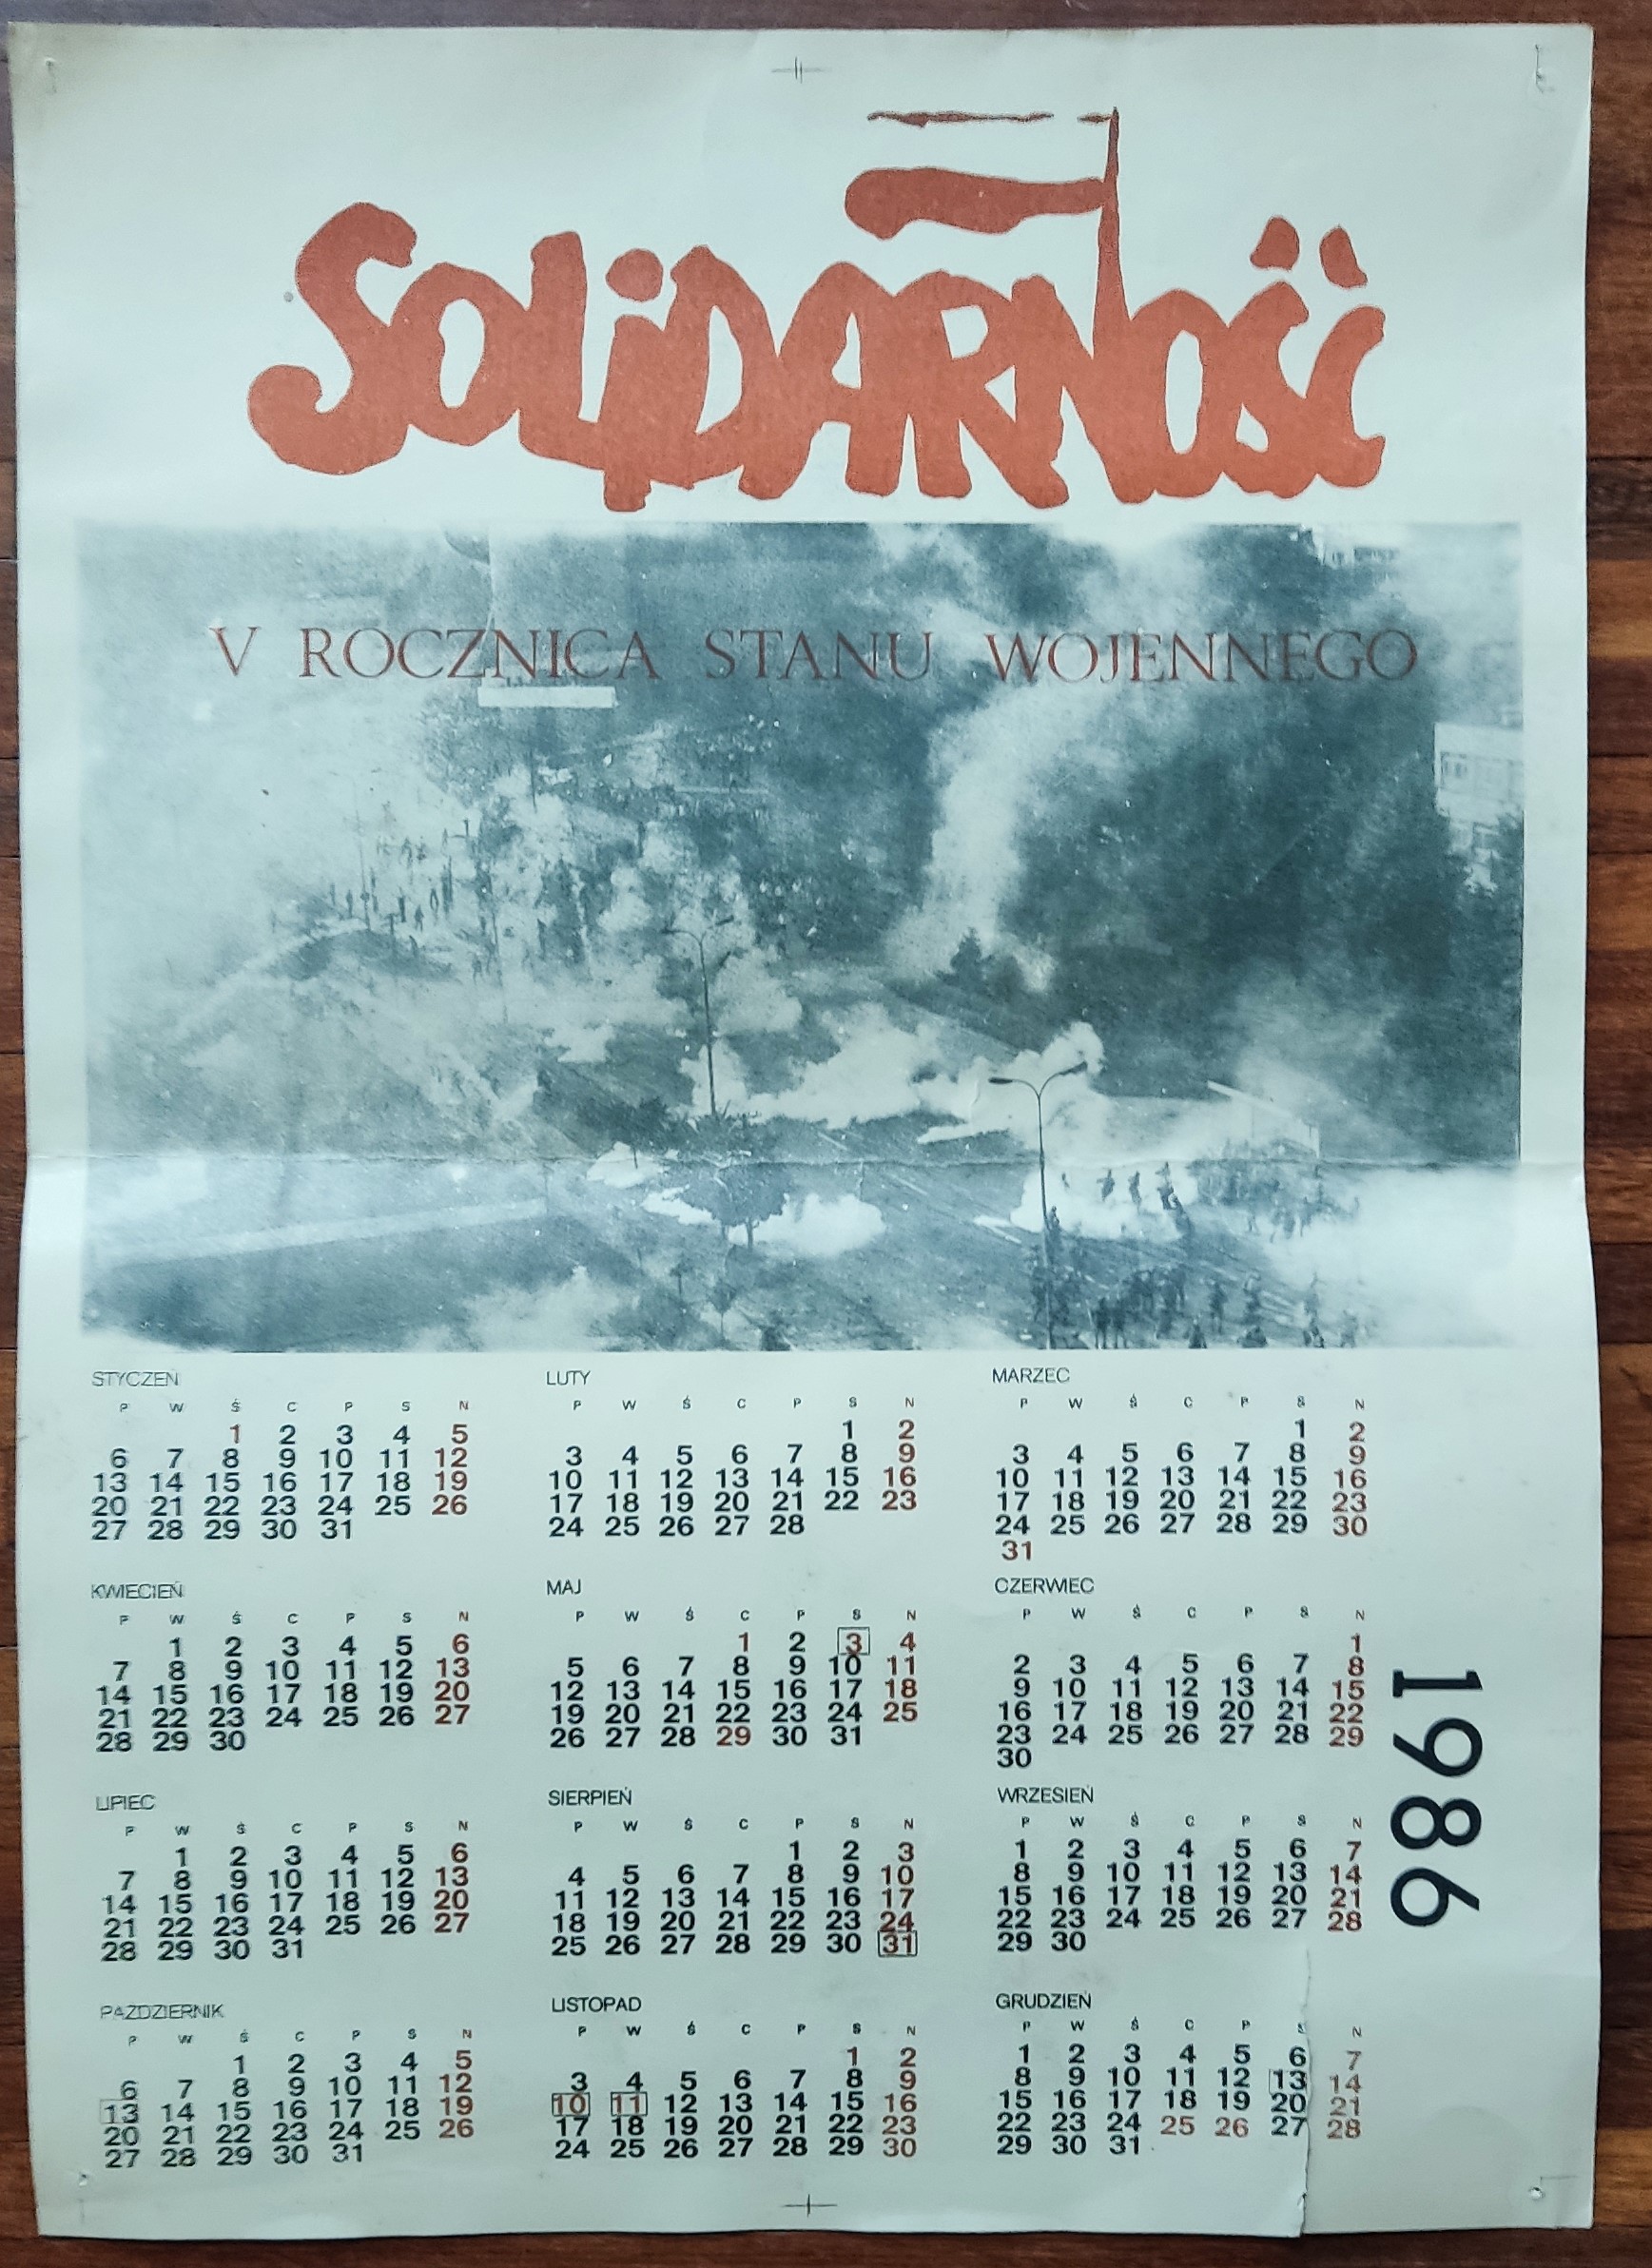 SOLiDARNOŚĆ
V ROCZNICA STANU WOJENNEGO
STYCZEŃ
P W Ś C P S N
1 2 3 4 5
6 7 8 9 10 11 12
13 14 15 16 17 18 19
20 21 22 23 24 25 26
27 28 29 30 31
LUTY
P W Ś C P S N
1 2
3 4 5 6 7 8 9
10 11 12 13 14 15 16
17 18 19 20 21 22 23
24 25 26 27 28
MARZEC
P W Ś C P S N
1 2
3 4 5 6 7 8 9
10 11 12 13 14 15 16
17 18 19 20 21 22 23
24 25 26 27 28 29 30
31
KWIECIEŃ
P W Ś C P S N
1 2 3 4 5 6
7 8 9 10 11 12 13
14 15 16 17 18 19 20
21 22 23 24 25 26 27
28 29 30
MAJ
P W Ś C P S N
1 2 3 4
5 6 7 8 9 10 11
12 13 14 15 16 17 18
19 20 21 22 23 24 25
26 27 28 29 30 31
CZERWIEC
P W Ś C P S N
1
2 3 4 5 6 7 8
9 10 11 12 13 14 15
16 17 18 19 20 21 22
23 24 25 26 27 28 29
30
LIPIEC
P W Ś C P S N
1 2 3 4 5 6
7 8 9 10 11 12 13
14 15 16 17 18 19 20
21 22 23 24 25 26 27
28 29 30 31
SIERPIEŃ
P W Ś C P S N
1 2 3
4 5 6 7 8 9 10
11 12 13 14 15 16 17
18 19 20 21 22 23 24
25 26 27 28 29 30 31
WRZESIEŃ
P W Ś C P S N
1 2 3 4 5 6 7
8 9 10 11 12 13 14
15 16 17 18 19 20 21
22 23 24 25 26 27 28
29 30
PAŹDZIERNIK
P W Ś C P S N
1 2 3 4 5
6 7 8 9 10 11 12
13 14 15 16 17 18 19
20 21 22 23 24 25 26
27 28 29 30 31
LISTOPAD
P W Ś C P S N
1 2
3 4 5 6 7 8 9
10 11 12 13 14 15 16
17 18 19 20 21 22 23
24 25 26 27 28 29 30
GRUDZIEŃ
P W Ś C P S N
1 2 3 4 5 6 7
8 9 10 11 12 13 14
15 16 17 18 19 20 21
22 23 24 25 26 27 28
29 30 31
1986